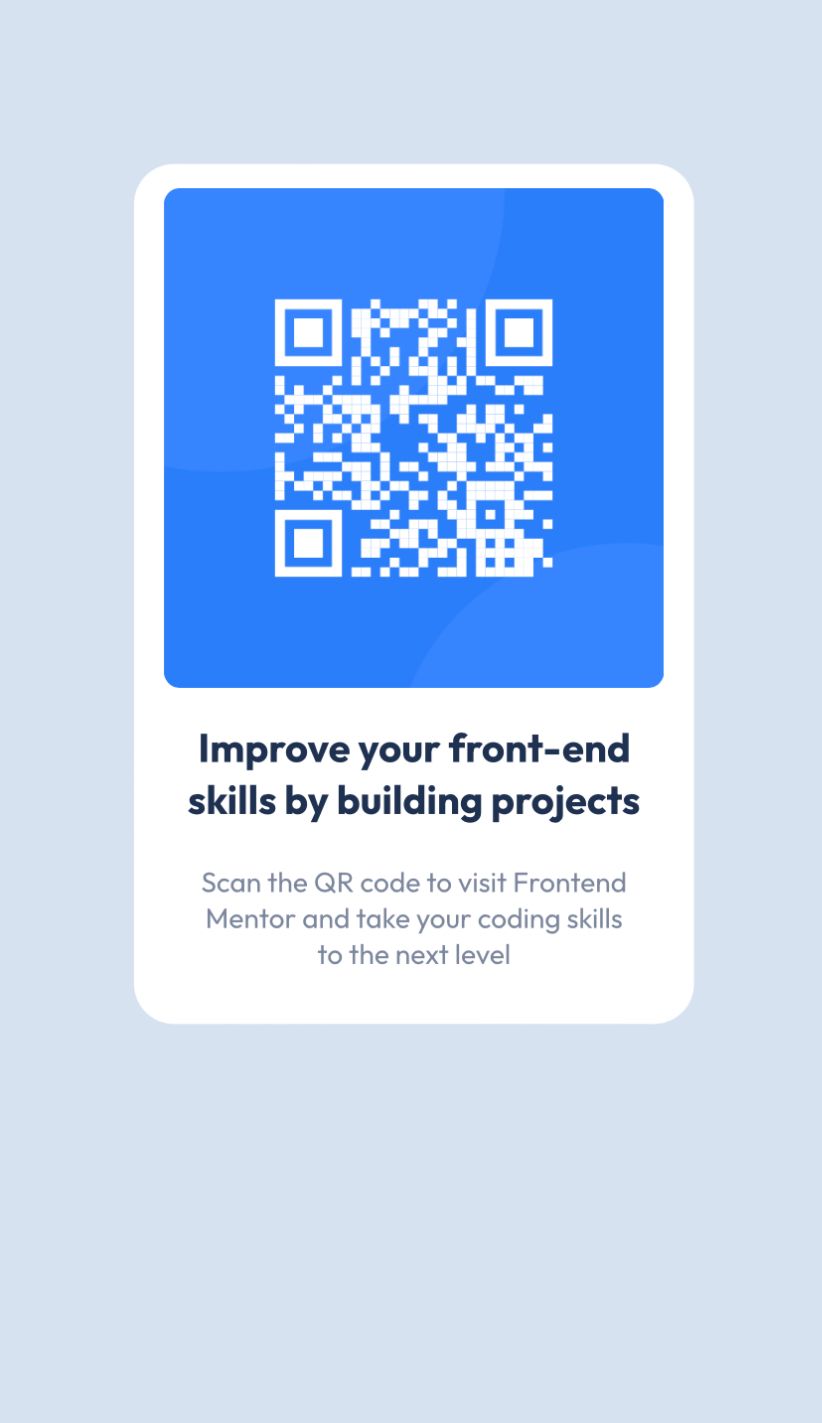 Improve your front-end
skills by building projects
Scan the QR code to visit Frontend
Mentor and take your coding skills
to the next level